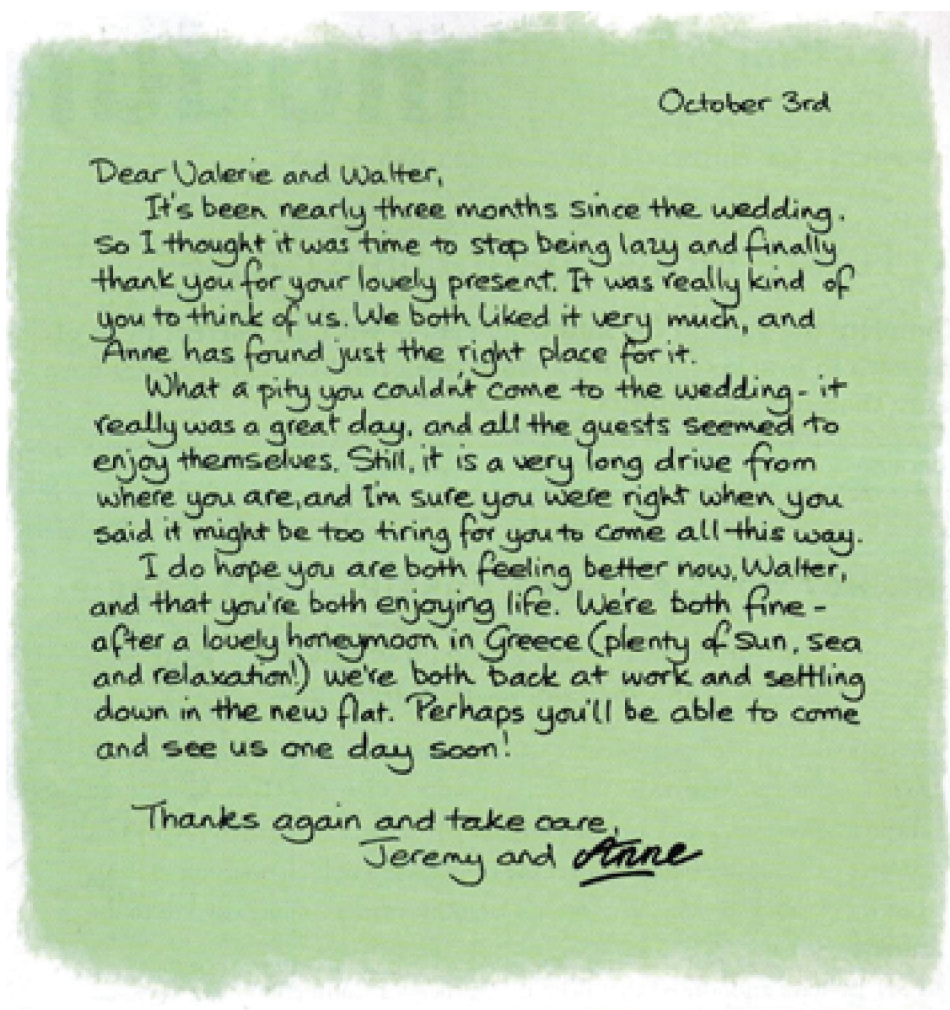 October 3rd
Dear Valerie and Walter,
It's been nearly three months since the wedding.
So I thought it was time to stop being lazy and finally
thank you for your lovely present. It was really kind of
you to think of us. We both liked it very much, and
Anne has found just the right place for it.
What a pity you couldn't come to the wedding - it
really was a great day, and all the guests seemed to
enjoy themselves. Still, it is a very long drive from
where you are, and I'm sure you were right when you
said it might be too tiring for you to come all this way.
I do hope you are both feeling better now, Walter,
and that you're both enjoying life. We're both fine -
after a lovely honeymoon in Greece (plenty of sun, sea
and relaxation!) we're both back at work and settling
down in the new flat. Perhaps you'll be able to come
and see us one day soon!
Thanks again and take care,
Jeremy and Anne